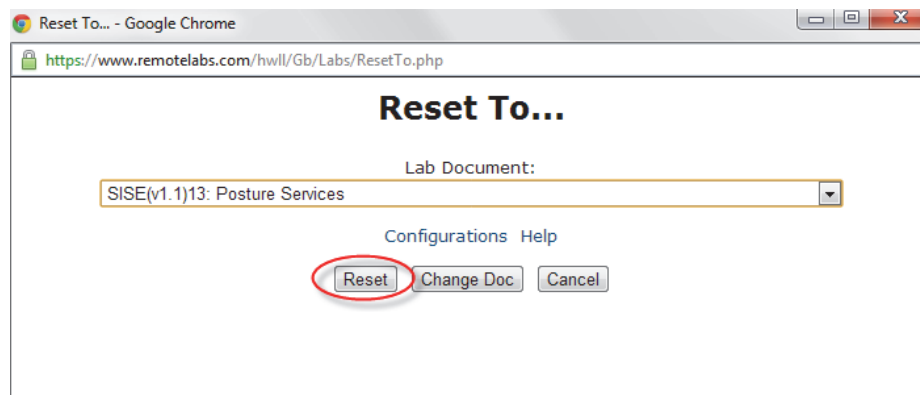 Reset To... - Google Chrome
https://www.remotelabs.com/hwll/Gb/Labs/ResetTo.php
Reset To...
Lab Document:
SISE(v1.1)13: Posture Services
Configurations Help
Reset Change Doc Cancel